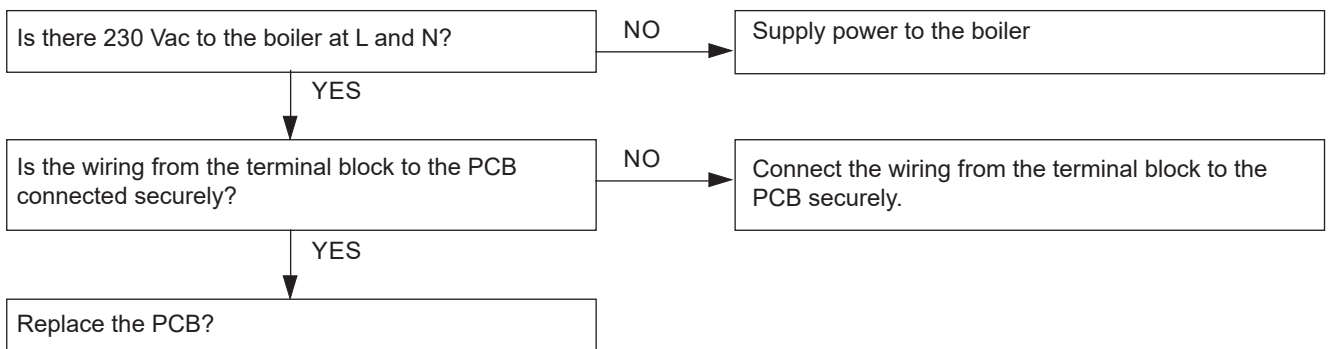 Is there 230 Vac to the boiler at L and N?
NO
Supply power to the boiler
YES
Is the wiring from the terminal block to the PCB
connected securely?
NO
Connect the wiring from the terminal block to the
PCB securely.
YES
Replace the PCB?